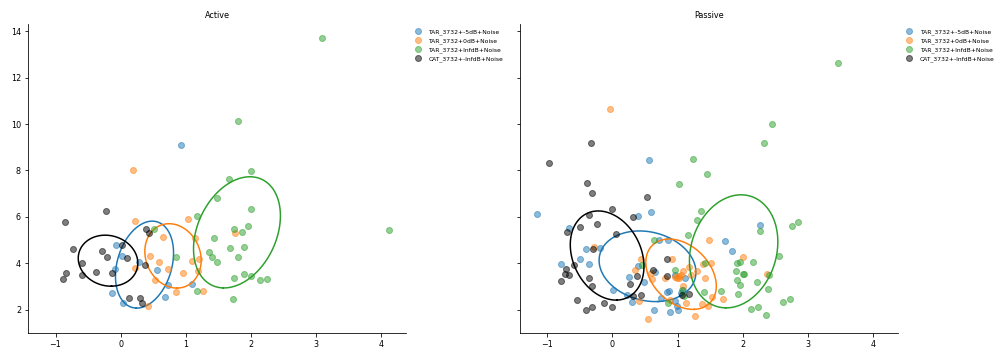 Active
Passive
TAR_3732+-5dB+Noise
TAR_3732+0dB+Noise
TAR_3732+InfdB+Noise
CAT_3732+-InfdB+Noise
TAR_3732+-5dB+Noise
TAR_3732+0dB+Noise
TAR_3732+InfdB+Noise
CAT_3732+-InfdB+Noise
14
12
10
8
6
4
2
-1 0 1 2 3 4
-1 0 1 2 3 4